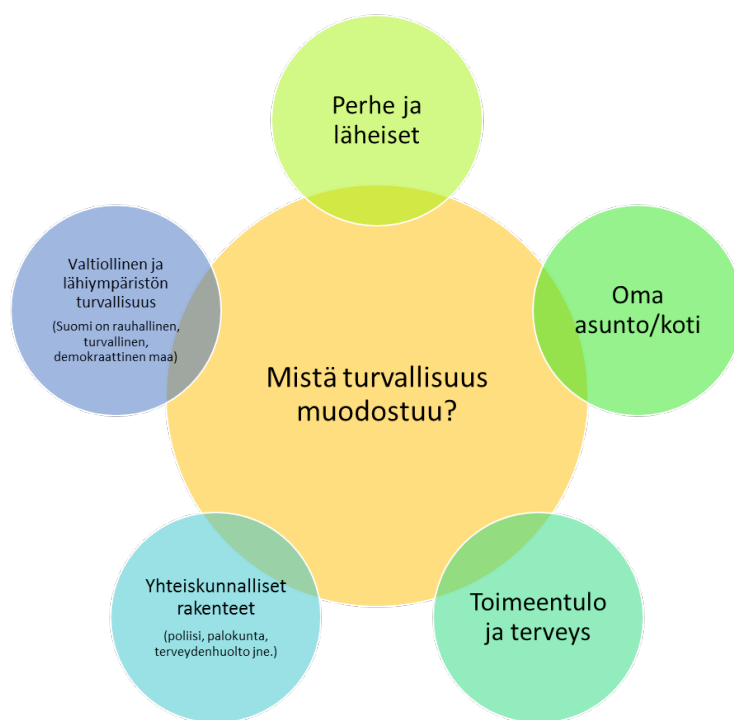 Perhe ja
läheiset
Valtiollinen ja
lähiympäristön
turvallisuus
(Suomi on rauhallinen,
turvallinen,
demokraattinen maa)
Oma
asunto/koti
Mistä turvallisuus
muodostuu?
Yhteiskunnalliset
rakenteet
(poliisi, palokunta,
terveydenhuolto jne.)
Toimeentulo
ja terveys